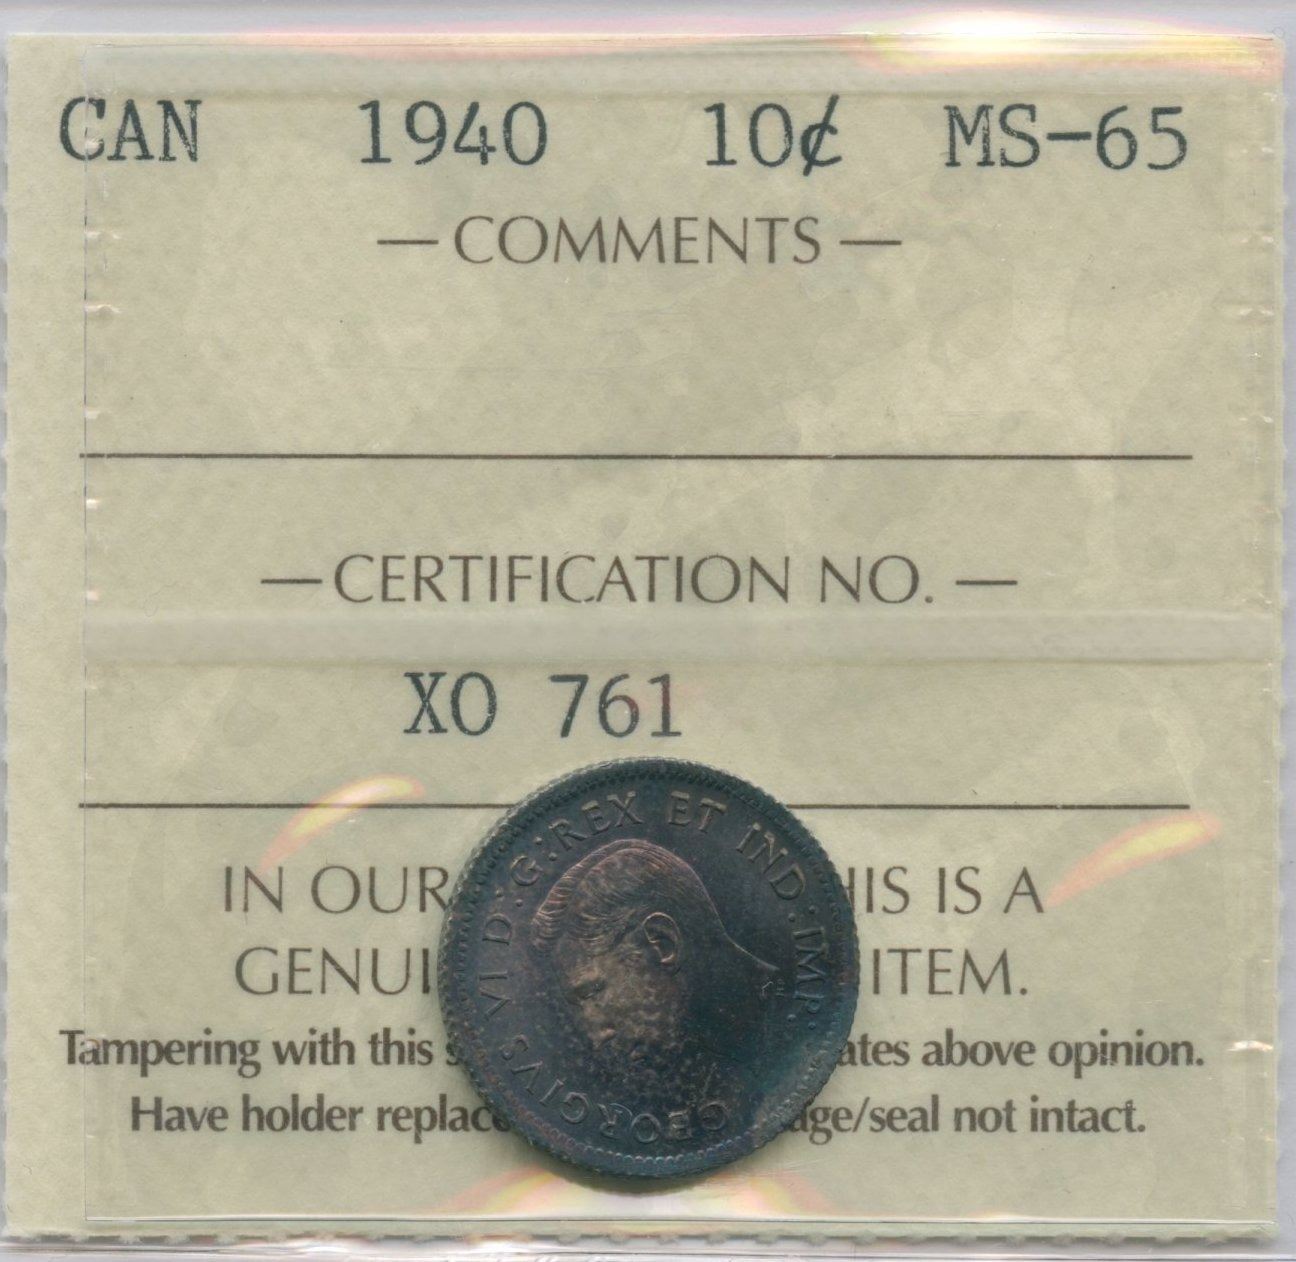 CAN 1940 10¢ MS-65
— COMMENTS —
— CERTIFICATION NO. —
XO 761
IN OUR HIS IS A
GENUI ITEM.
Tampering with this s ates above opinion.
Have holder replac age/seal not intact.
GEORGIVS VI D:G:REX ET IND:IMP.